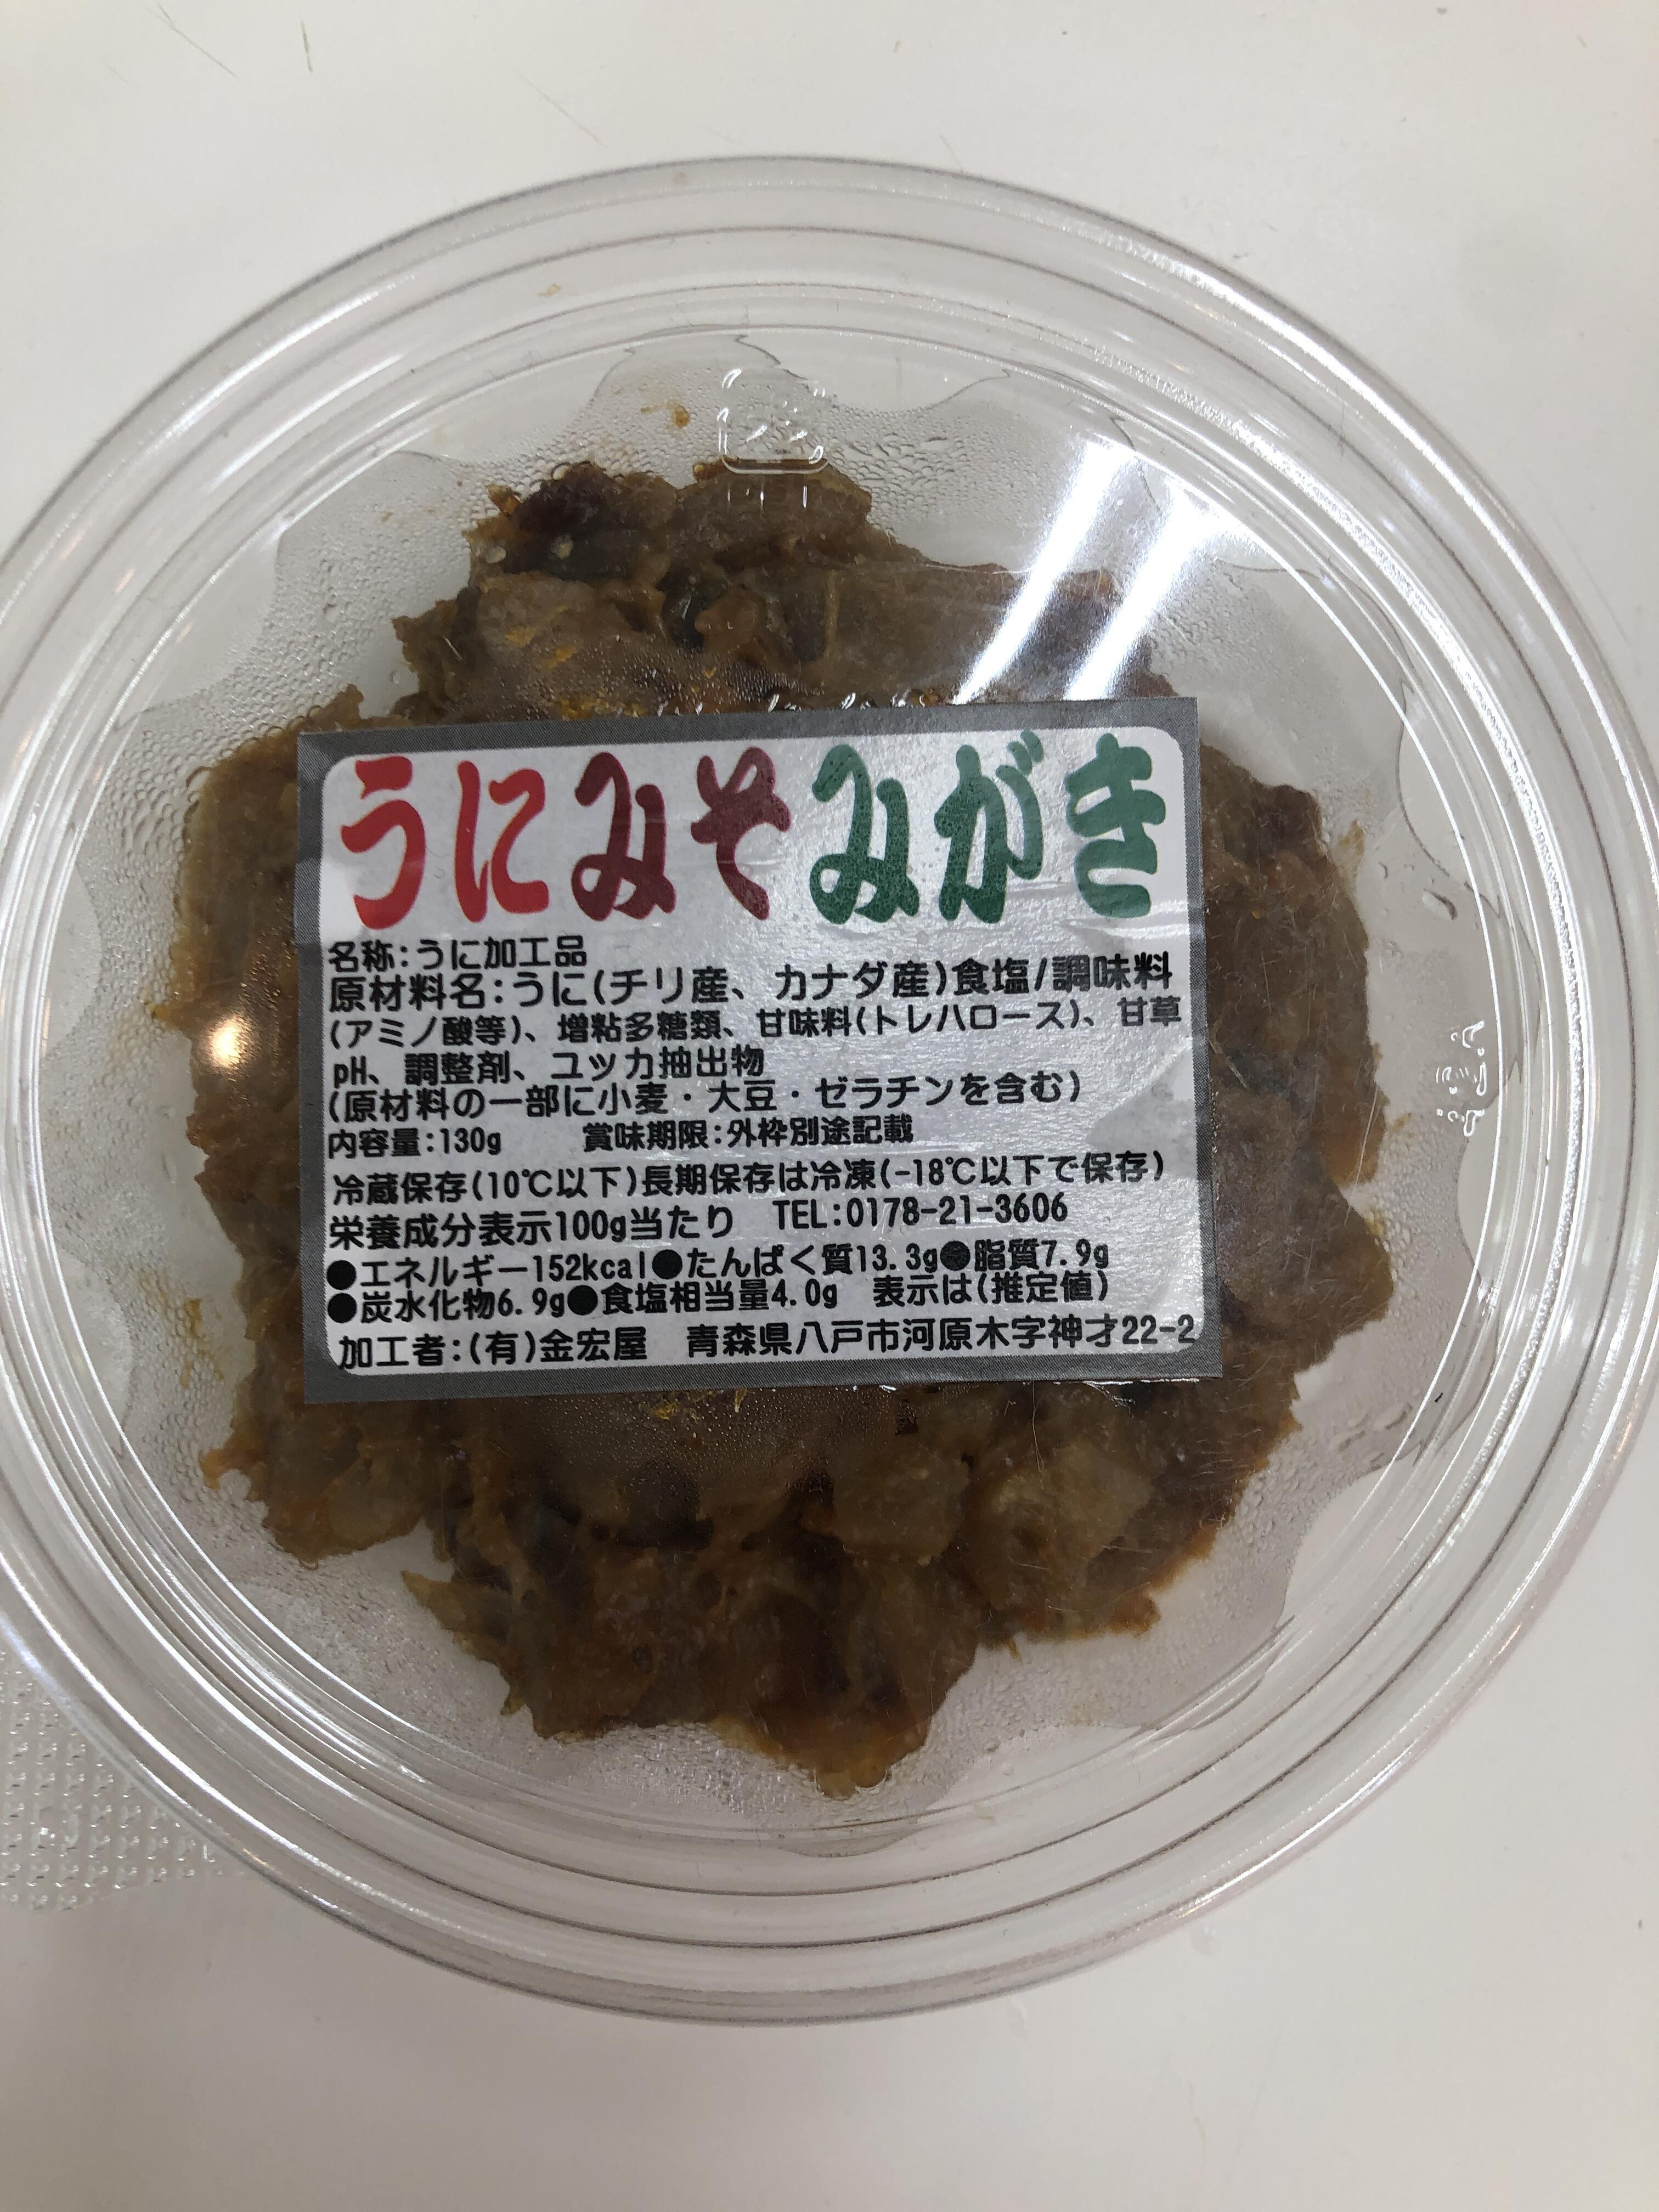 うにみそみがき
名称:うに加工品
原材料名:うに(チリ産、カナダ産)食塩/調味料
(アミノ酸等)、増粘多糖類、甘味料(トレハロース)、甘草
pH、調整剤、ユッカ抽出物
(原材料の一部に小麦・大豆・ゼラチンを含む)
内容量:130g　賞味期限:外枠別途記載
冷蔵保存(10℃以下)長期保存は冷凍(-18℃以下で保存)
栄養成分表示100g当たり　TEL:0178-21-3606
●エネルギー152kcal●たんぱく質13.3g●脂質7.9g
●炭水化物6.9g●食塩相当量4.0g　表示は(推定値)
加工者:(有)金宏屋　青森県八戸市河原木字神才22-2